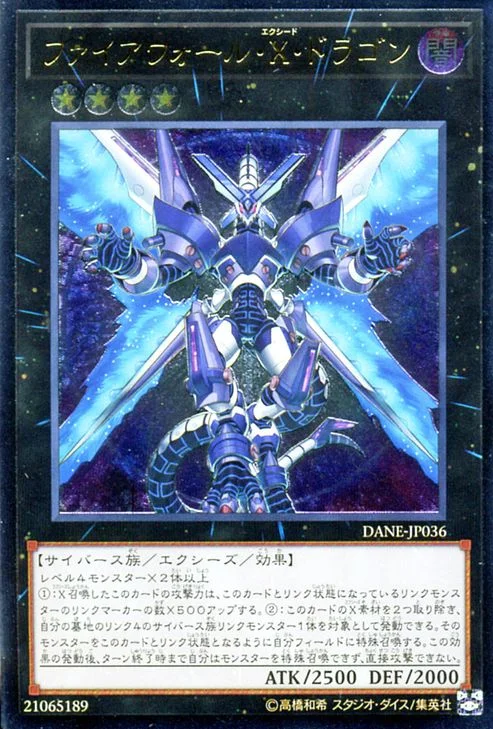 エクシード
ファイアウォール・X・ドラゴン
闇
DANE-JP036
【サイバース族／エクシーズ／効果】
レベル4モンスター×2体以上
①：X召喚したこのカードの攻撃力は、このカードとリンク状態になっているリンクモンス
ターのリンクマーカーの数×500アップする。②：このカードのX素材を2つ取り除き、
自分の墓地のリンク4のサイバース族リンクモンスター1体を対象として発動できる。その
モンスターをこのカードとリンク状態となるように自分フィールドに特殊召喚する。この効
果の発動後、ターン終了時まで自分はモンスターを特殊召喚できず、直接攻撃できない。
ATK/2500 DEF/2000
21065189
©高橋和希 スタジオ・ダイス/集英社